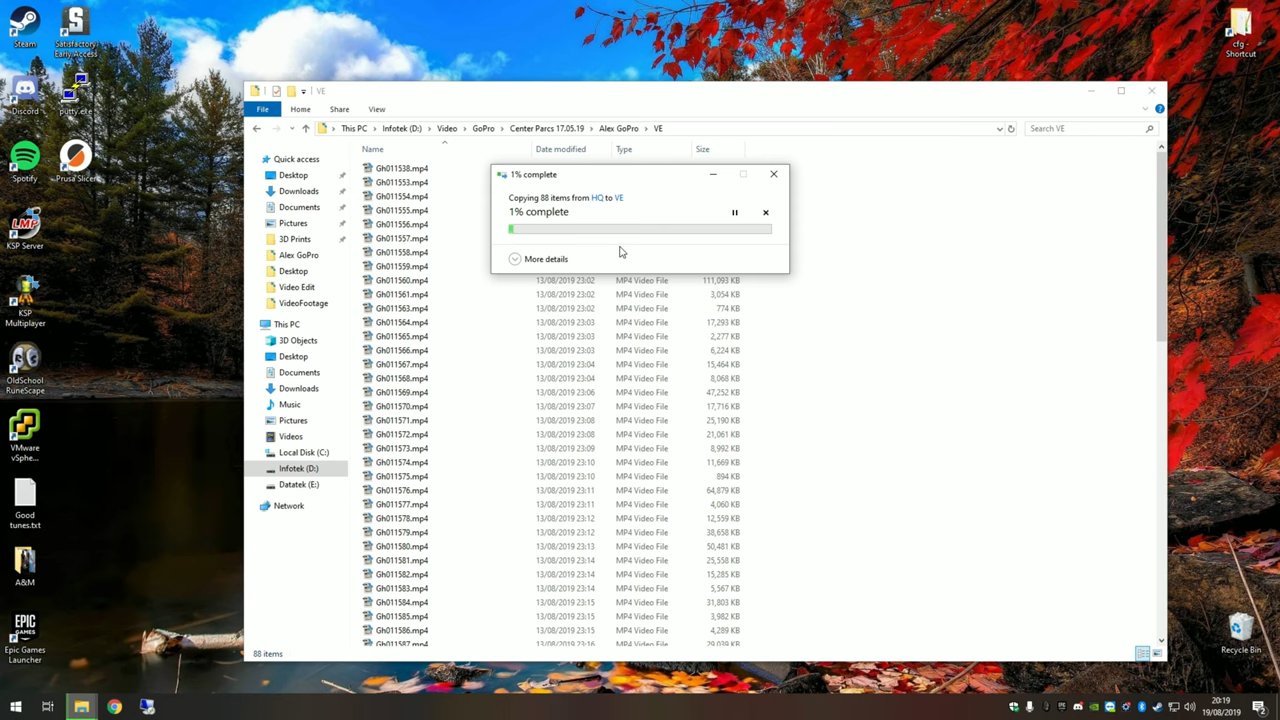 Steam
Satisfactory Early Access
Discord
putty.exe
Spotify
Prusa Slicer
LMP
KSP Server
KSP Multiplayer
OldSchool RuneScape
VMware vSphe...
Good tunes.txt
A&M
EPIC GAMES
Epic Games Launcher
cfg - Shortcut
Recycle Bin
VE
File Home Share View
This PC > Infotek (D:) > Video > GoPro > Center Parcs 17.05.19 > Alex GoPro > VE
Search VE
Quick access
Desktop
Downloads
Documents
Pictures
3D Prints
Alex GoPro
Desktop
Video Edit
VideoFootage
This PC
3D Objects
Desktop
Documents
Downloads
Music
Pictures
Videos
Local Disk (C:)
Infotek (D:)
Datatek (E:)
Network
Name Date modified Type Size
Gh011538.mp4
Gh011553.mp4
Gh011554.mp4
Gh011555.mp4
Gh011556.mp4
Gh011557.mp4
Gh011558.mp4
Gh011559.mp4
Gh011560.mp4 13/08/2019 23:02 MP4 Video File 111,093 KB
Gh011561.mp4 13/08/2019 23:02 MP4 Video File 3,054 KB
Gh011563.mp4 13/08/2019 23:02 MP4 Video File 774 KB
Gh011564.mp4 13/08/2019 23:03 MP4 Video File 17,293 KB
Gh011565.mp4 13/08/2019 23:03 MP4 Video File 2,277 KB
Gh011566.mp4 13/08/2019 23:03 MP4 Video File 6,224 KB
Gh011567.mp4 13/08/2019 23:04 MP4 Video File 15,464 KB
Gh011568.mp4 13/08/2019 23:04 MP4 Video File 8,068 KB
Gh011569.mp4 13/08/2019 23:06 MP4 Video File 47,252 KB
Gh011570.mp4 13/08/2019 23:07 MP4 Video File 17,716 KB
Gh011571.mp4 13/08/2019 23:08 MP4 Video File 25,190 KB
Gh011572.mp4 13/08/2019 23:08 MP4 Video File 21,061 KB
Gh011573.mp4 13/08/2019 23:08 MP4 Video File 8,992 KB
Gh011574.mp4 13/08/2019 23:10 MP4 Video File 11,669 KB
Gh011575.mp4 13/08/2019 23:10 MP4 Video File 894 KB
Gh011576.mp4 13/08/2019 23:11 MP4 Video File 64,879 KB
Gh011577.mp4 13/08/2019 23:11 MP4 Video File 4,060 KB
Gh011578.mp4 13/08/2019 23:12 MP4 Video File 12,559 KB
Gh011579.mp4 13/08/2019 23:12 MP4 Video File 38,658 KB
Gh011580.mp4 13/08/2019 23:13 MP4 Video File 50,481 KB
Gh011581.mp4 13/08/2019 23:14 MP4 Video File 25,558 KB
Gh011582.mp4 13/08/2019 23:14 MP4 Video File 15,285 KB
Gh011583.mp4 13/08/2019 23:14 MP4 Video File 5,487 KB
Gh011584.mp4 13/08/2019 23:15 MP4 Video File 31,803 KB
Gh011585.mp4 13/08/2019 23:15 MP4 Video File 3,982 KB
Gh011586.mp4 13/08/2019 23:15 MP4 Video File 4,289 KB
Gh011587.mp4 13/08/2019 23:16 MP4 Video File 29,039 KB
1% complete
Copying 88 items from HQ to VE
1% complete
More details
88 items
20:19
19/08/2019
2